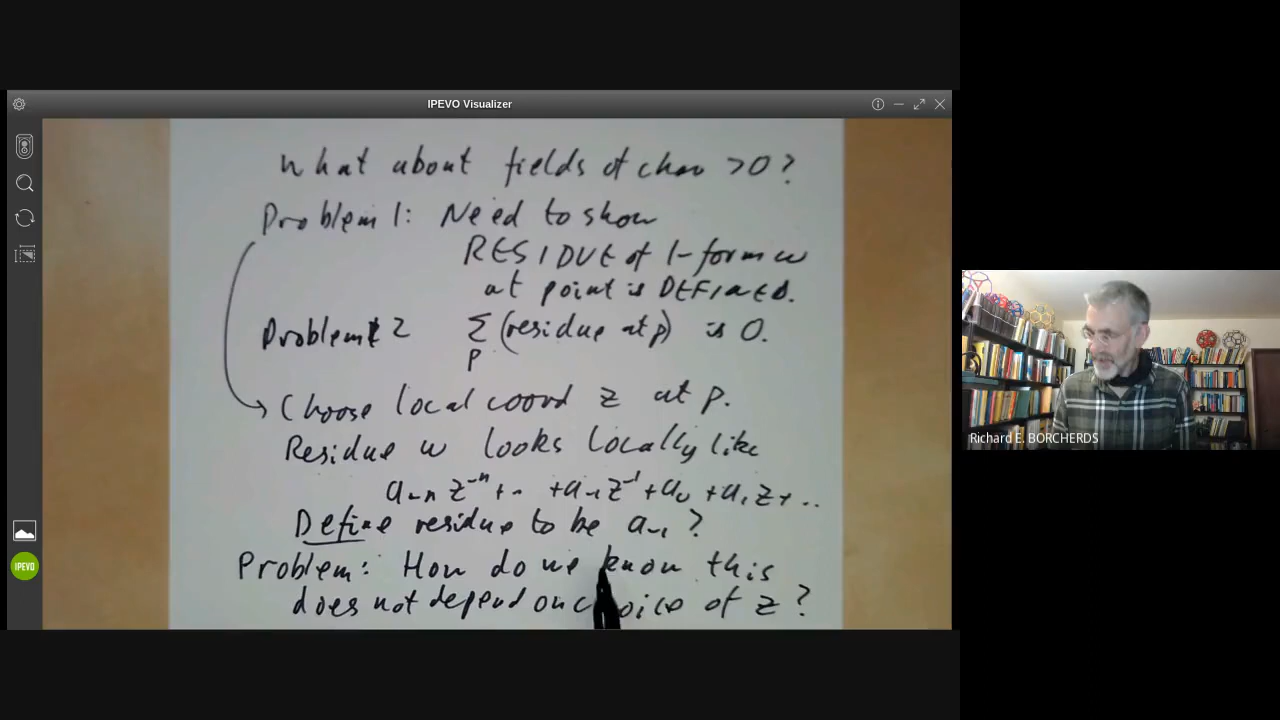 IPEVO Visualizer
What about fields of char >0?
Problem 1: Need to show
RESIDUE of 1-form ω
at point is DEFINED.
Problem 2 Σ (residue at p) is 0.
p
Choose local coord z at p.
Residue ω looks locally like
a₋ₙ z⁻ⁿ + .. + a₋₁z⁻¹ + a₀ + a₁z + ...
Define residue to be a₋₁?
Problem: How do we know this
does not depend on choice of z?
IPEVO
Richard E. BORCHERDS